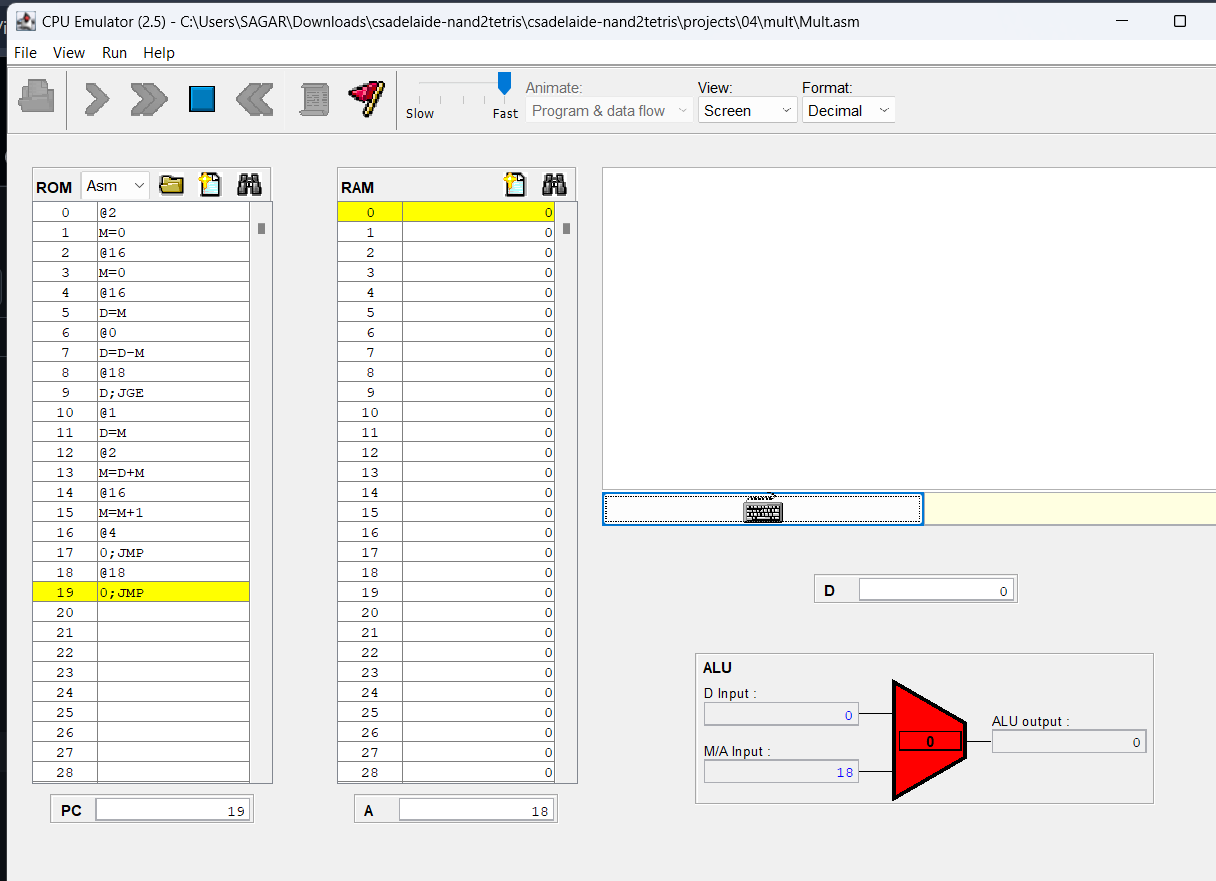 CPU Emulator (2.5) - C:\Users\SAGAR\Downloads\csadelaide-nand2tetris\csadelaide-nand2tetris\projects\04\mult\Mult.asm
File View Run Help
Slow Fast
Animate:
Program & data flow
View:
Screen
Format:
Decimal
ROM Asm
0 @2
1 M=0
2 @16
3 M=0
4 @16
5 D=M
6 @0
7 D=D-M
8 @18
9 D;JGE
10 @1
11 D=M
12 @2
13 M=D+M
14 @16
15 M=M+1
16 @4
17 0;JMP
18 @18
19 0;JMP
20
21
22
23
24
25
26
27
28
PC 19
RAM
0 0
1 0
2 0
3 0
4 0
5 0
6 0
7 0
8 0
9 0
10 0
11 0
12 0
13 0
14 0
15 0
16 0
17 0
18 0
19 0
20 0
21 0
22 0
23 0
24 0
25 0
26 0
27 0
28 0
A 18
D 0
ALU
D Input :
0
M/A Input :
18
0
ALU output :
0